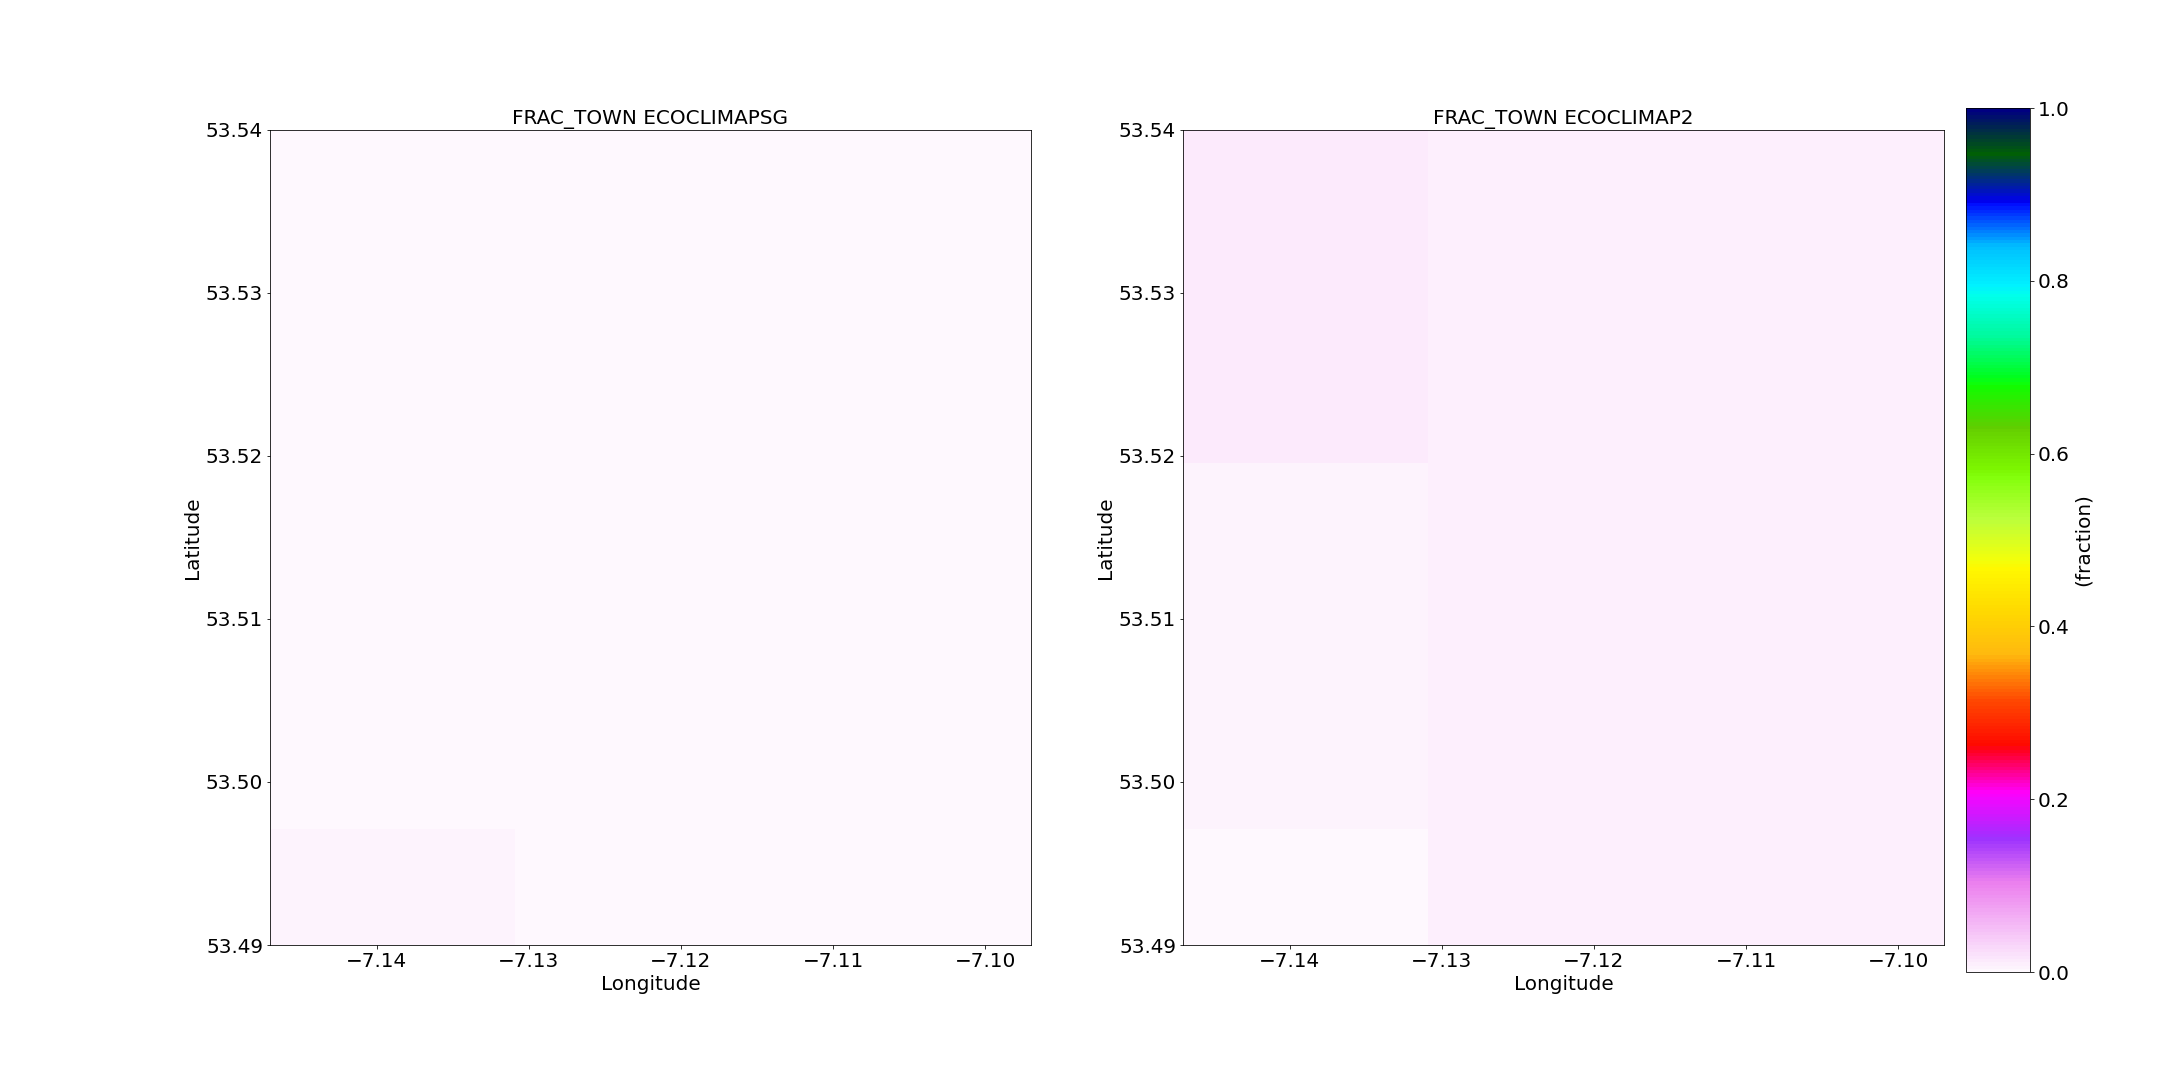 FRAC_TOWN ECOCLIMAPSG
53.54
53.53
53.52
53.51
53.50
53.49
Latitude
−7.14 −7.13 −7.12 −7.11 −7.10
Longitude
FRAC_TOWN ECOCLIMAP2
53.54
53.53
53.52
53.51
53.50
53.49
Latitude
−7.14 −7.13 −7.12 −7.11 −7.10
Longitude
1.0
0.8
0.6
0.4
0.2
0.0
(fraction)